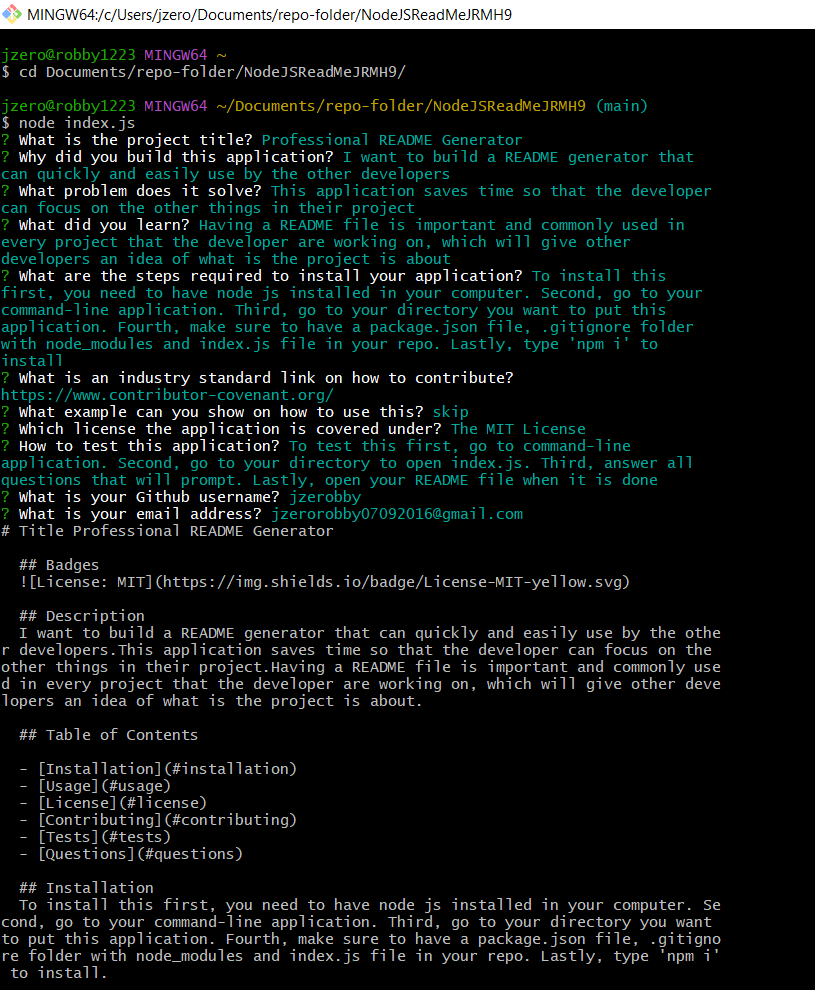 MINGW64:/c/Users/jzero/Documents/repo-folder/NodeJSReadMeJRMH9
jzero@robby1223 MINGW64 ~
$ cd Documents/repo-folder/NodeJSReadMeJRMH9/
jzero@robby1223 MINGW64 ~/Documents/repo-folder/NodeJSReadMeJRMH9 (main)
$ node index.js
? What is the project title? Professional README Generator
? Why did you build this application? I want to build a README generator that
can quickly and easily use by the other developers
? What problem does it solve? This application saves time so that the developer
can focus on the other things in their project
? What did you learn? Having a README file is important and commonly used in
every project that the developer are working on, which will give other
developers an idea of what is the project is about
? What are the steps required to install your application? To install this
first, you need to have node js installed in your computer. Second, go to your
command-line application. Third, go to your directory you want to put this
application. Fourth, make sure to have a package.json file, .gitignore folder
with node_modules and index.js file in your repo. Lastly, type 'npm i' to
install
? What is an industry standard link on how to contribute?
https://www.contributor-covenant.org/
? What example can you show on how to use this? skip
? Which license the application is covered under? The MIT License
? How to test this application? To test this first, go to command-line
application. Second, go to your directory to open index.js. Third, answer all
questions that will prompt. Lastly, open your README file when it is done
? What is your Github username? jzerobby
? What is your email address? jzerorobby07092016@gmail.com
# Title Professional README Generator
## Badges
![License: MIT](https://img.shields.io/badge/License-MIT-yellow.svg)
## Description
I want to build a README generator that can quickly and easily use by the othe
r developers.This application saves time so that the developer can focus on the
other things in their project.Having a README file is important and commonly use
d in every project that the developer are working on, which will give other deve
lopers an idea of what is the project is about.
## Table of Contents
- [Installation](#installation)
- [Usage](#usage)
- [License](#license)
- [Contributing](#contributing)
- [Tests](#tests)
- [Questions](#questions)
## Installation
To install this first, you need to have node js installed in your computer. Se
cond, go to your command-line application. Third, go to your directory you want
to put this application. Fourth, make sure to have a package.json file, .gitigno
re folder with node_modules and index.js file in your repo. Lastly, type 'npm i'
to install.